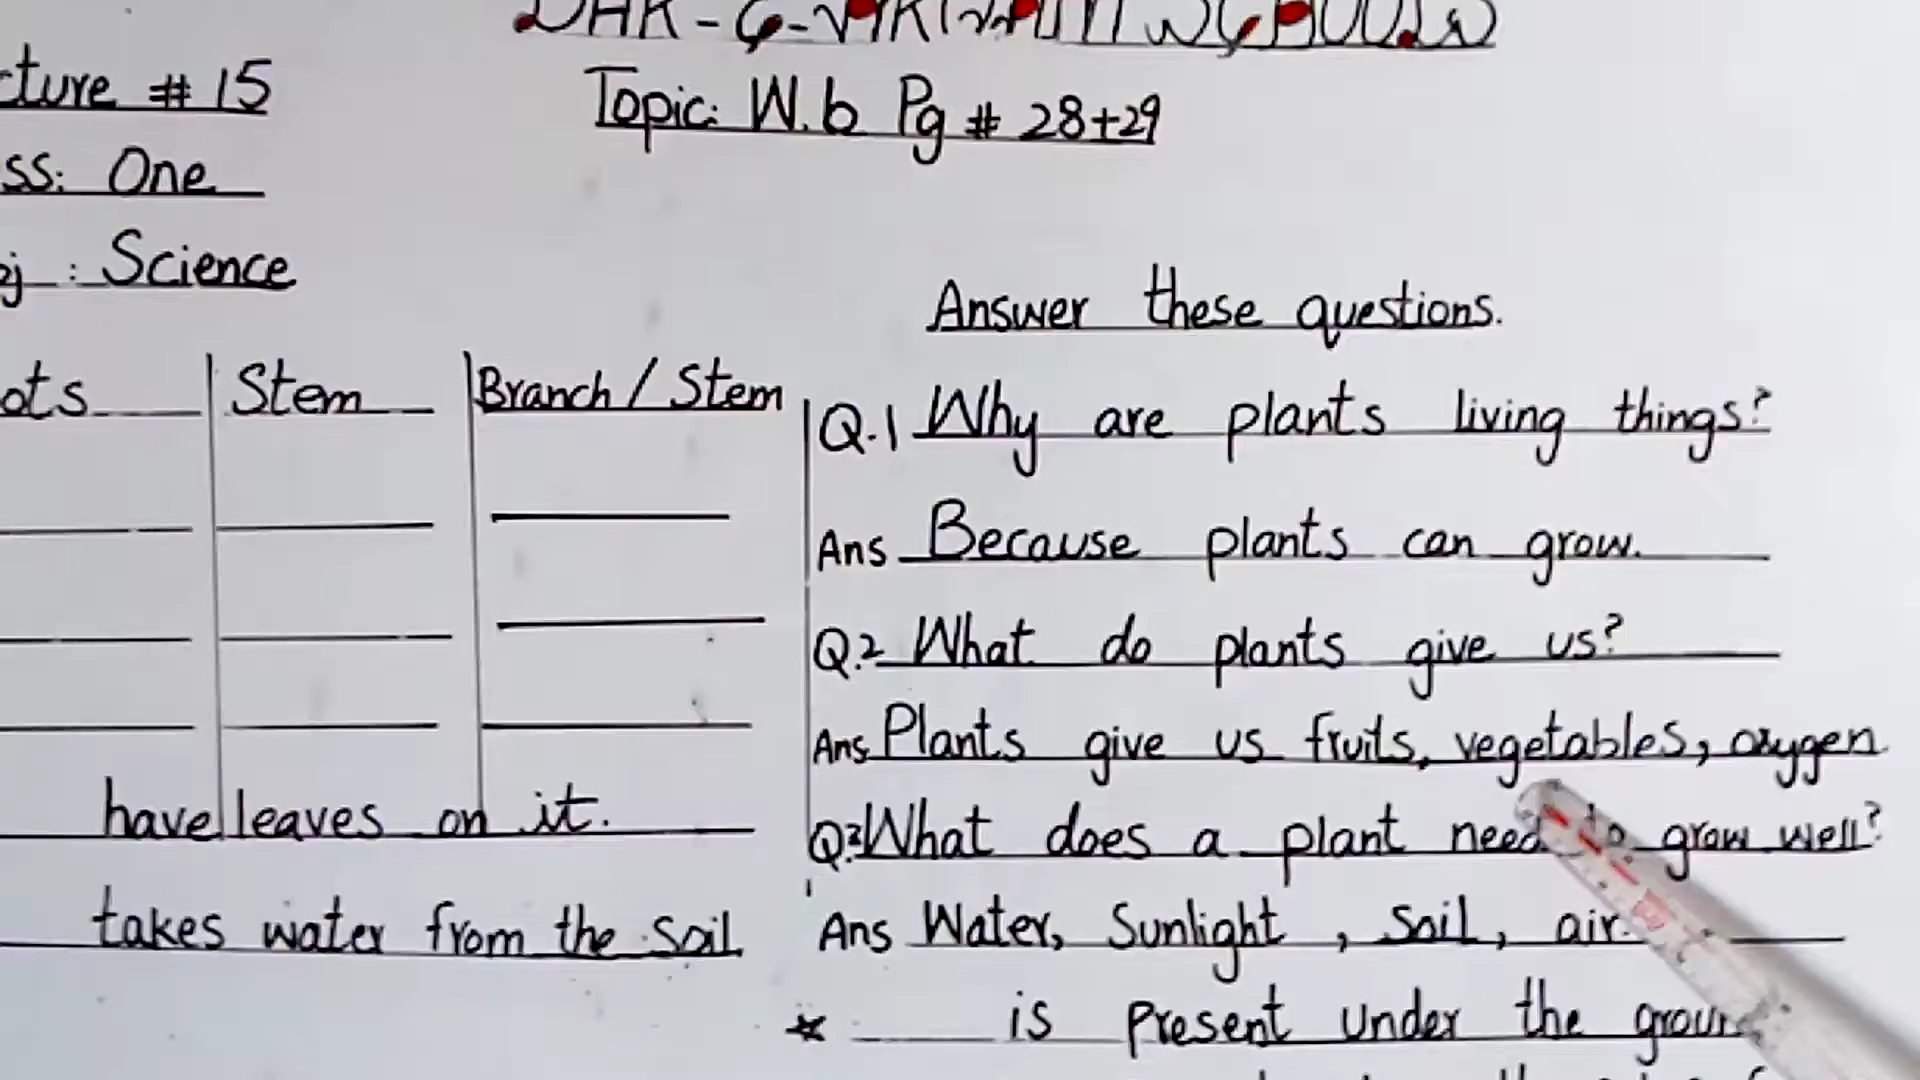 Topic: W.b Pg # 28+29
cture # 15
ss: One
j : Science
ots Stem Branch / Stem
have leaves on it.
takes water from the soil
Answer these questions.
Q.1 Why are plants living things?
Ans Because plants can grow.
Q.2 What do plants give us?
Ans Plants give us fruits, vegetables, oxygen
Q.3 What does a plant need to grow well?
Ans Water, Sunlight, Soil, air.
* ____ is present under the ground